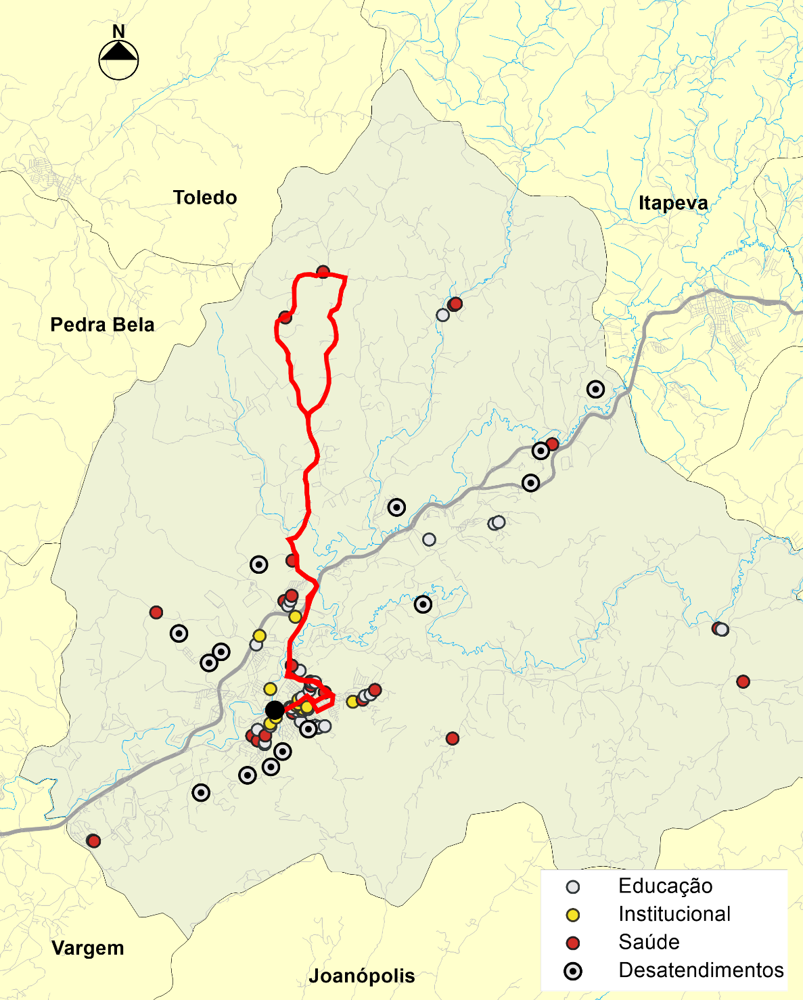 N
Toledo
Itapeva
Pedra Bela
Educação
Institucional
Saúde
Desatendimentos
Vargem
Joanópolis